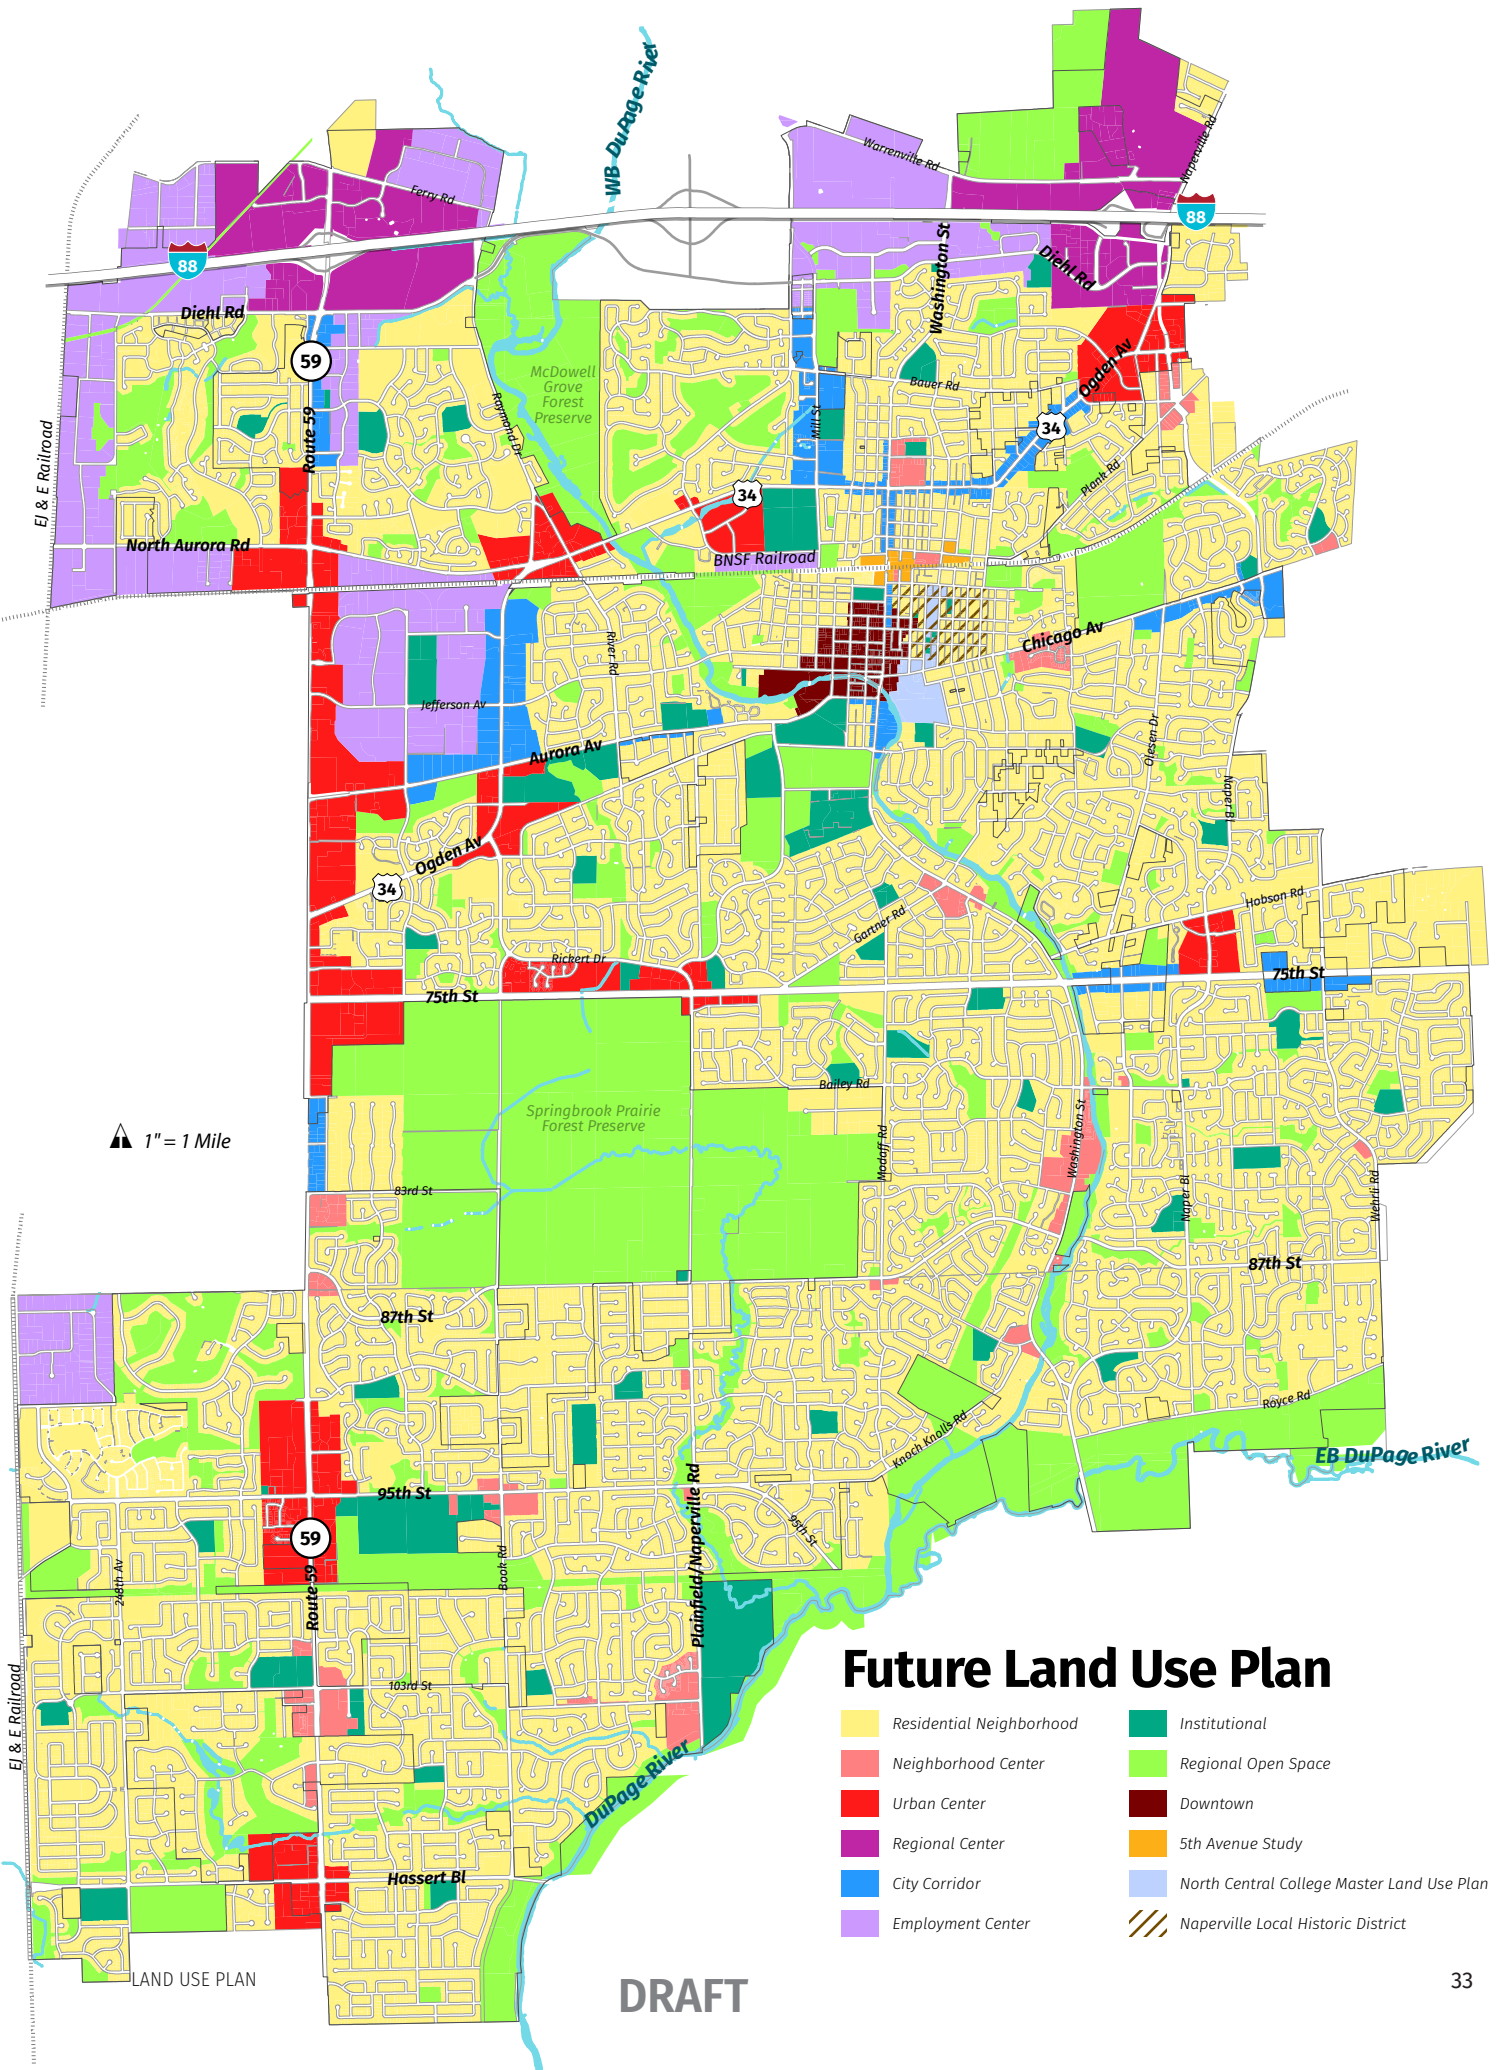 WB DuPage River
Warrenville Rd
Naperville Rd
Ferry Rd
88
88
Washington St
Diehl Rd
Diehl Rd
59
McDowell
Grove
Forest
Preserve
Ogden Av
Bauer Rd
Route 59
Raymond Dr
Mill St
34
EJ & E Railroad
Plank Rd
34
North Aurora Rd
BNSF Railroad
River Rd
Chicago Av
Jefferson Av
Aurora Av
Olesen Dr
Naper Bl
Ogden Av
34
Hobson Rd
Gartner Rd
Rickert Dr
75th St
75th St
Bailey Rd
Springbrook Prairie
Forest Preserve
1" = 1 Mile
Modaff Rd
Washington St
83rd St
Naper Bl
Wehrli Rd
87th St
87th St
Royce Rd
Knoch Knolls Rd
EB DuPage River
95th St
95th St
59
Plainfield/Naperville Rd
Book Rd
248th Av
Route 59
EJ & E Railroad
103rd St
DuPage River
Hassert Bl
Future Land Use Plan
Residential Neighborhood
Neighborhood Center
Urban Center
Regional Center
City Corridor
Employment Center
Institutional
Regional Open Space
Downtown
5th Avenue Study
North Central College Master Land Use Plan
Naperville Local Historic District
LAND USE PLAN
DRAFT
33